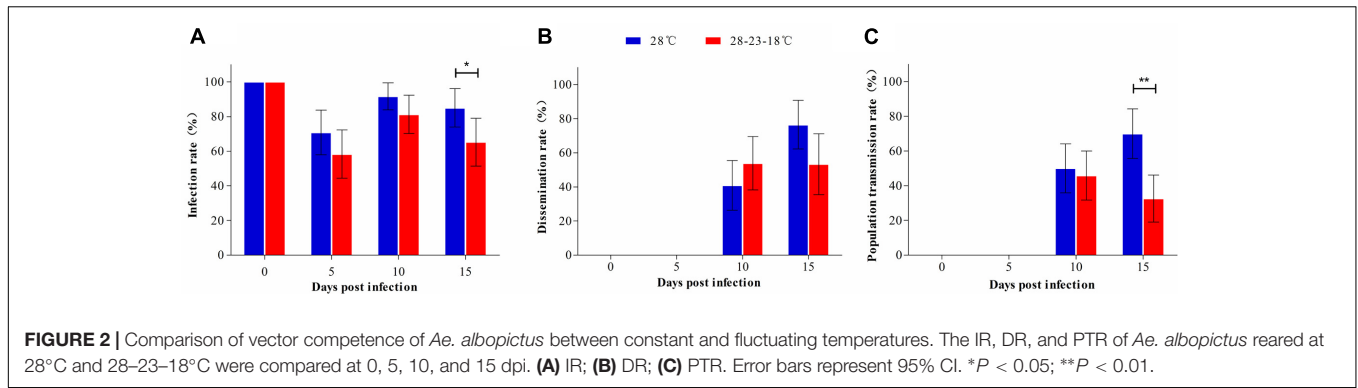 A
B
C
28℃
28-23-18℃
Infection rate (%)
100
80
60
40
20
0
*
0 5 10 15
Days post infection
Dissemination rate (%)
100
80
60
40
20
0
0 5 10 15
Days post infection
Population transmission rate (%)
100
80
60
40
20
0
**
0 5 10 15
Days post infection
FIGURE 2 | Comparison of vector competence of Ae. albopictus between constant and fluctuating temperatures. The IR, DR, and PTR of Ae. albopictus reared at
28°C and 28–23–18°C were compared at 0, 5, 10, and 15 dpi. (A) IR; (B) DR; (C) PTR. Error bars represent 95% CI. *P < 0.05; **P < 0.01.